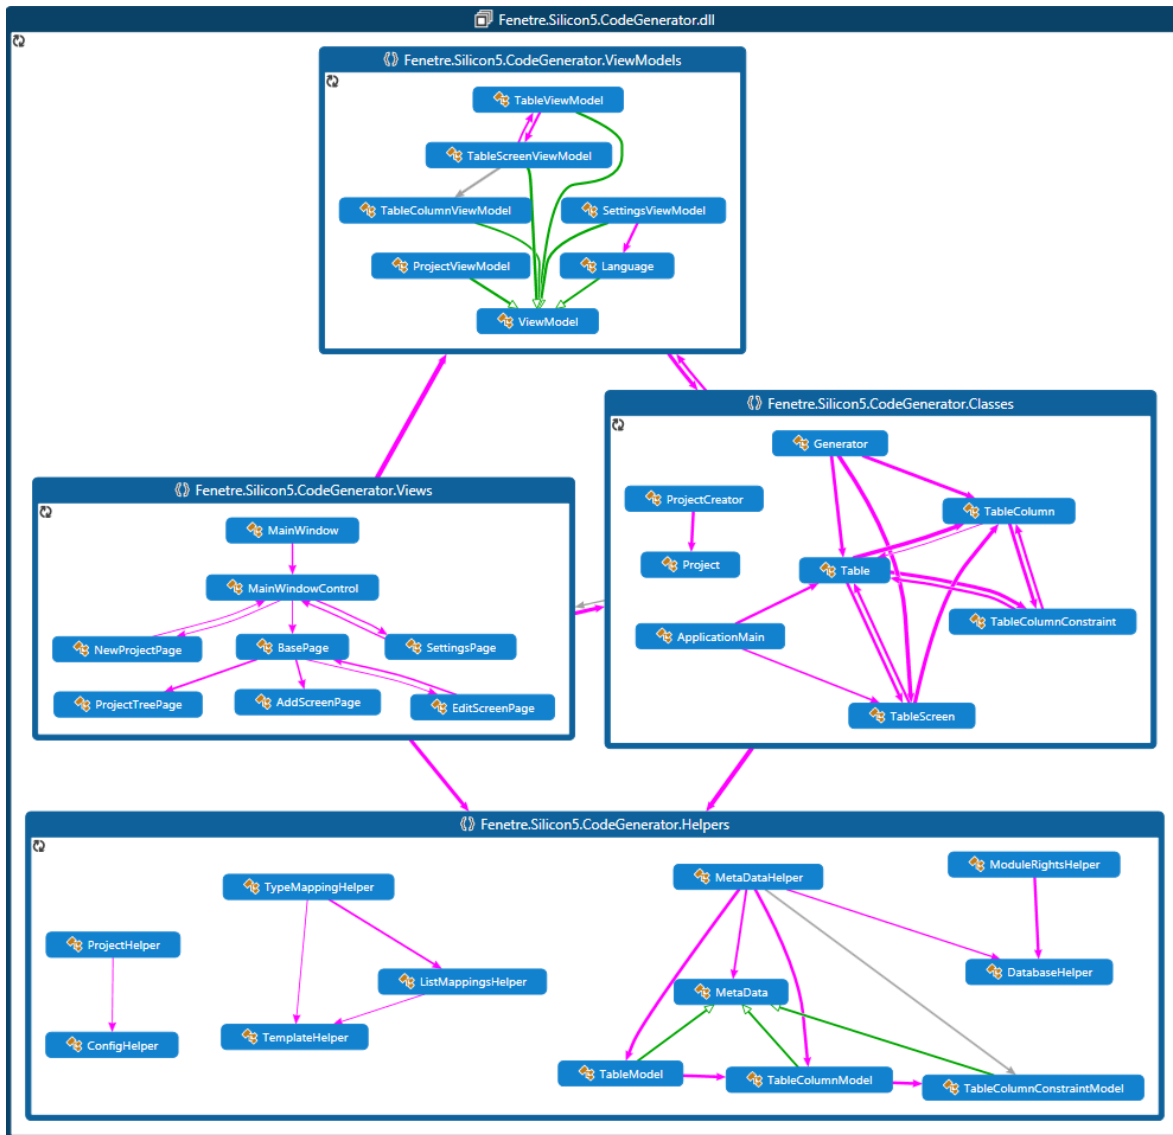 Fenetre.Silicon5.CodeGenerator.dll
Fenetre.Silicon5.CodeGenerator.ViewModels
TableViewModel
TableScreenViewModel
TableColumnViewModel
SettingsViewModel
ProjectViewModel
Language
ViewModel
Fenetre.Silicon5.CodeGenerator.Classes
Generator
ProjectCreator
TableColumn
Project
Table
ApplicationMain
TableColumnConstraint
TableScreen
Fenetre.Silicon5.CodeGenerator.Views
MainWindow
MainWindowControl
NewProjectPage
BasePage
SettingsPage
ProjectTreePage
AddScreenPage
EditScreenPage
Fenetre.Silicon5.CodeGenerator.Helpers
TypeMappingHelper
MetaDataHelper
ModuleRightsHelper
ProjectHelper
ListMappingsHelper
MetaData
DatabaseHelper
ConfigHelper
TemplateHelper
TableModel
TableColumnModel
TableColumnConstraintModel